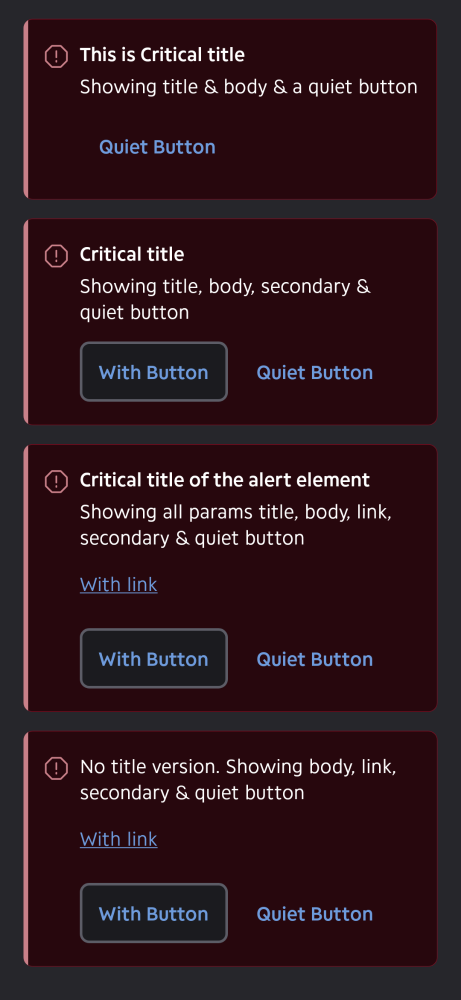 This is Critical title
Showing title & body & a quiet button
Quiet Button
Critical title
Showing title, body, secondary &
quiet button
With Button
Quiet Button
Critical title of the alert element
Showing all params title, body, link,
secondary & quiet button
With link
With Button
Quiet Button
No title version. Showing body, link,
secondary & quiet button
With link
With Button
Quiet Button